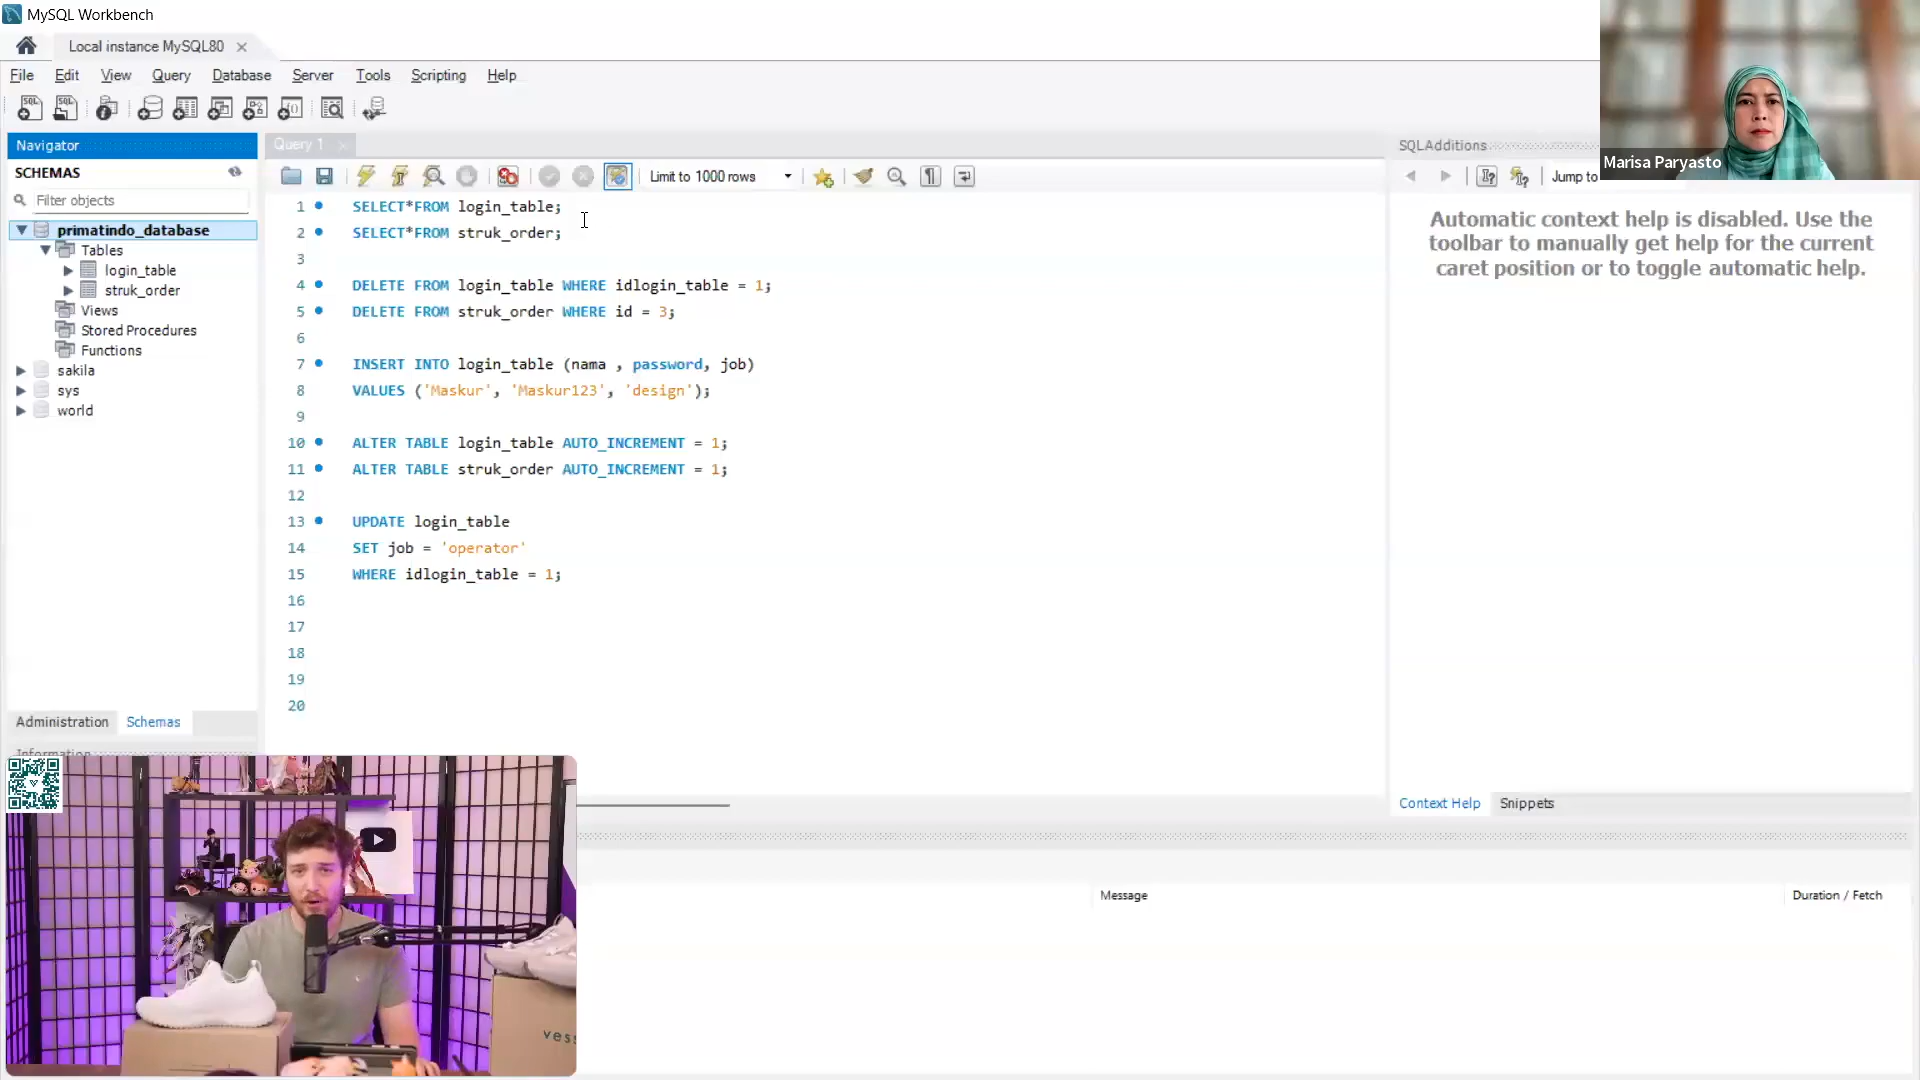 MySQL Workbench
Local instance MySQL80
File Edit View Query Database Server Tools Scripting Help
Navigator
SCHEMAS
Filter objects
primatindo_database
Tables
login_table
struk_order
Views
Stored Procedures
Functions
sakila
sys
world
Administration Schemas
Information
Query 1
Limit to 1000 rows
1 SELECT*FROM login_table;
2 SELECT*FROM struk_order;
3
4 DELETE FROM login_table WHERE idlogin_table = 1;
5 DELETE FROM struk_order WHERE id = 3;
6
7 INSERT INTO login_table (nama , password, job)
8 VALUES ('Maskur', 'Maskur123', 'design');
9
10 ALTER TABLE login_table AUTO_INCREMENT = 1;
11 ALTER TABLE struk_order AUTO_INCREMENT = 1;
12
13 UPDATE login_table
14 SET job = 'operator'
15 WHERE idlogin_table = 1;
16
17
18
19
20
SQLAdditions
Jump to
Marisa Paryasto
Automatic context help is disabled. Use the
toolbar to manually get help for the current
caret position or to toggle automatic help.
Context Help Snippets
Message Duration / Fetch
vess